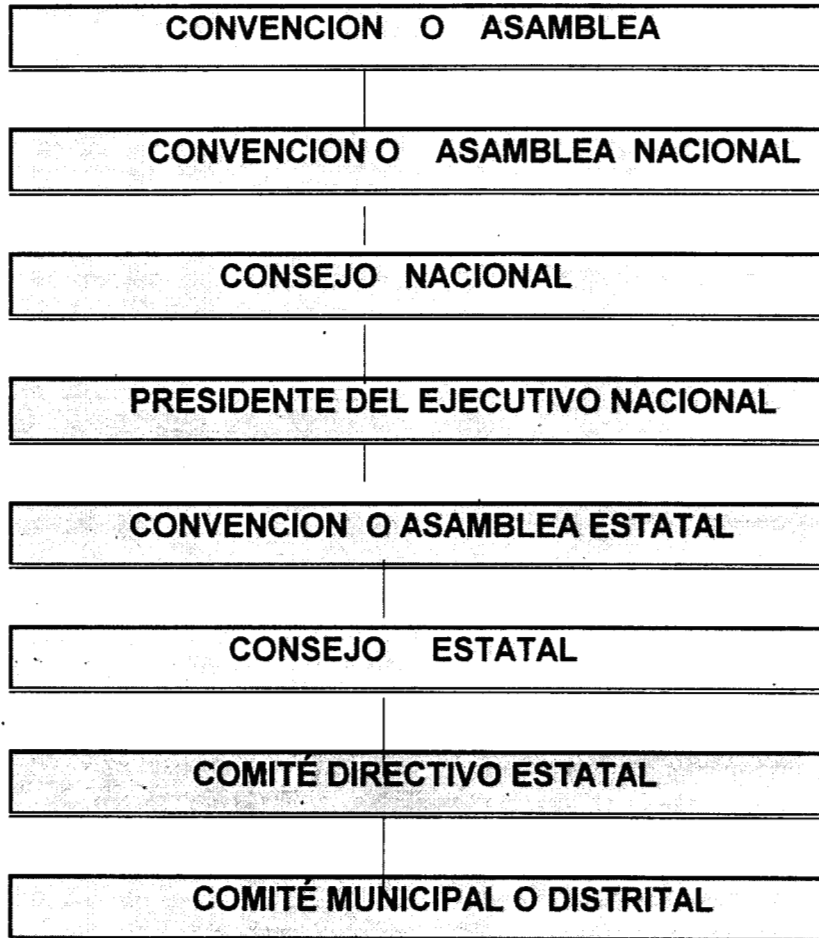 CONVENCION O ASAMBLEA
CONVENCION O ASAMBLEA NACIONAL
CONSEJO NACIONAL
PRESIDENTE DEL EJECUTIVO NACIONAL
CONVENCION O ASAMBLEA ESTATAL
CONSEJO ESTATAL
COMITÉ DIRECTIVO ESTATAL
COMITÉ MUNICIPAL O DISTRITAL